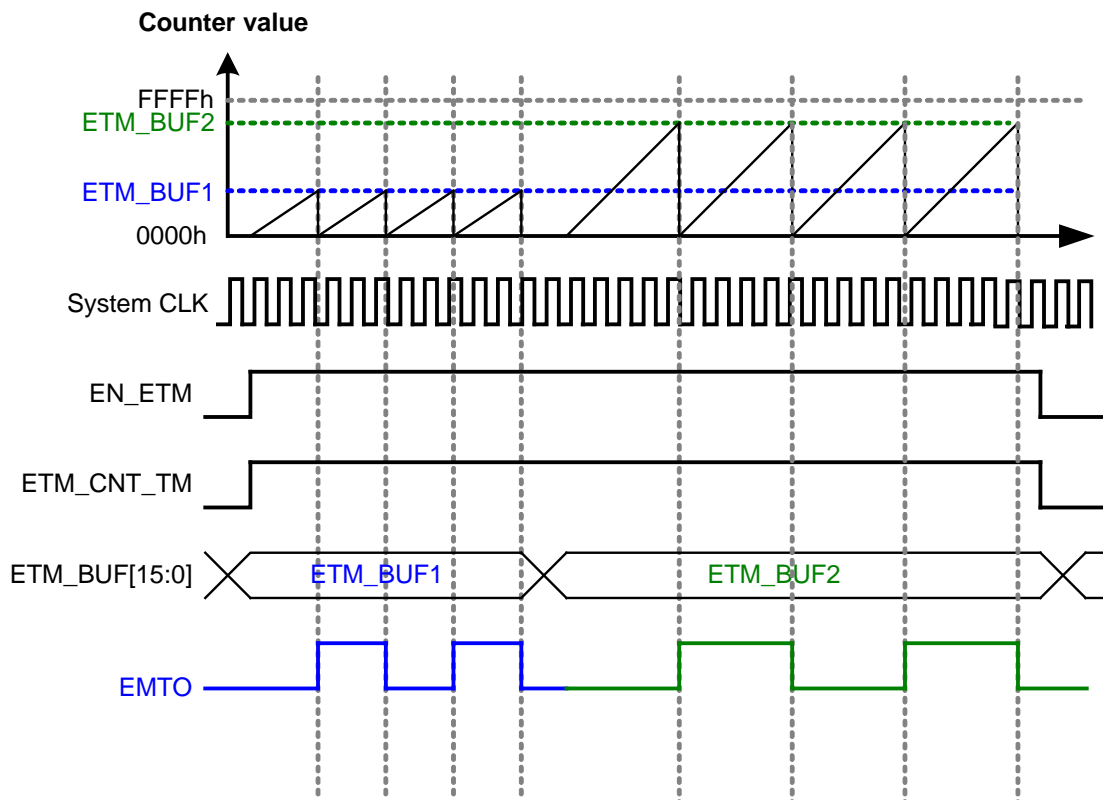 Counter value
FFFFh
ETM_BUF2
ETM_BUF1
0000h
System CLK
EN_ETM
ETM_CNT_TM
ETM_BUF[15:0]
ETM_BUF1
ETM_BUF2
EMTO